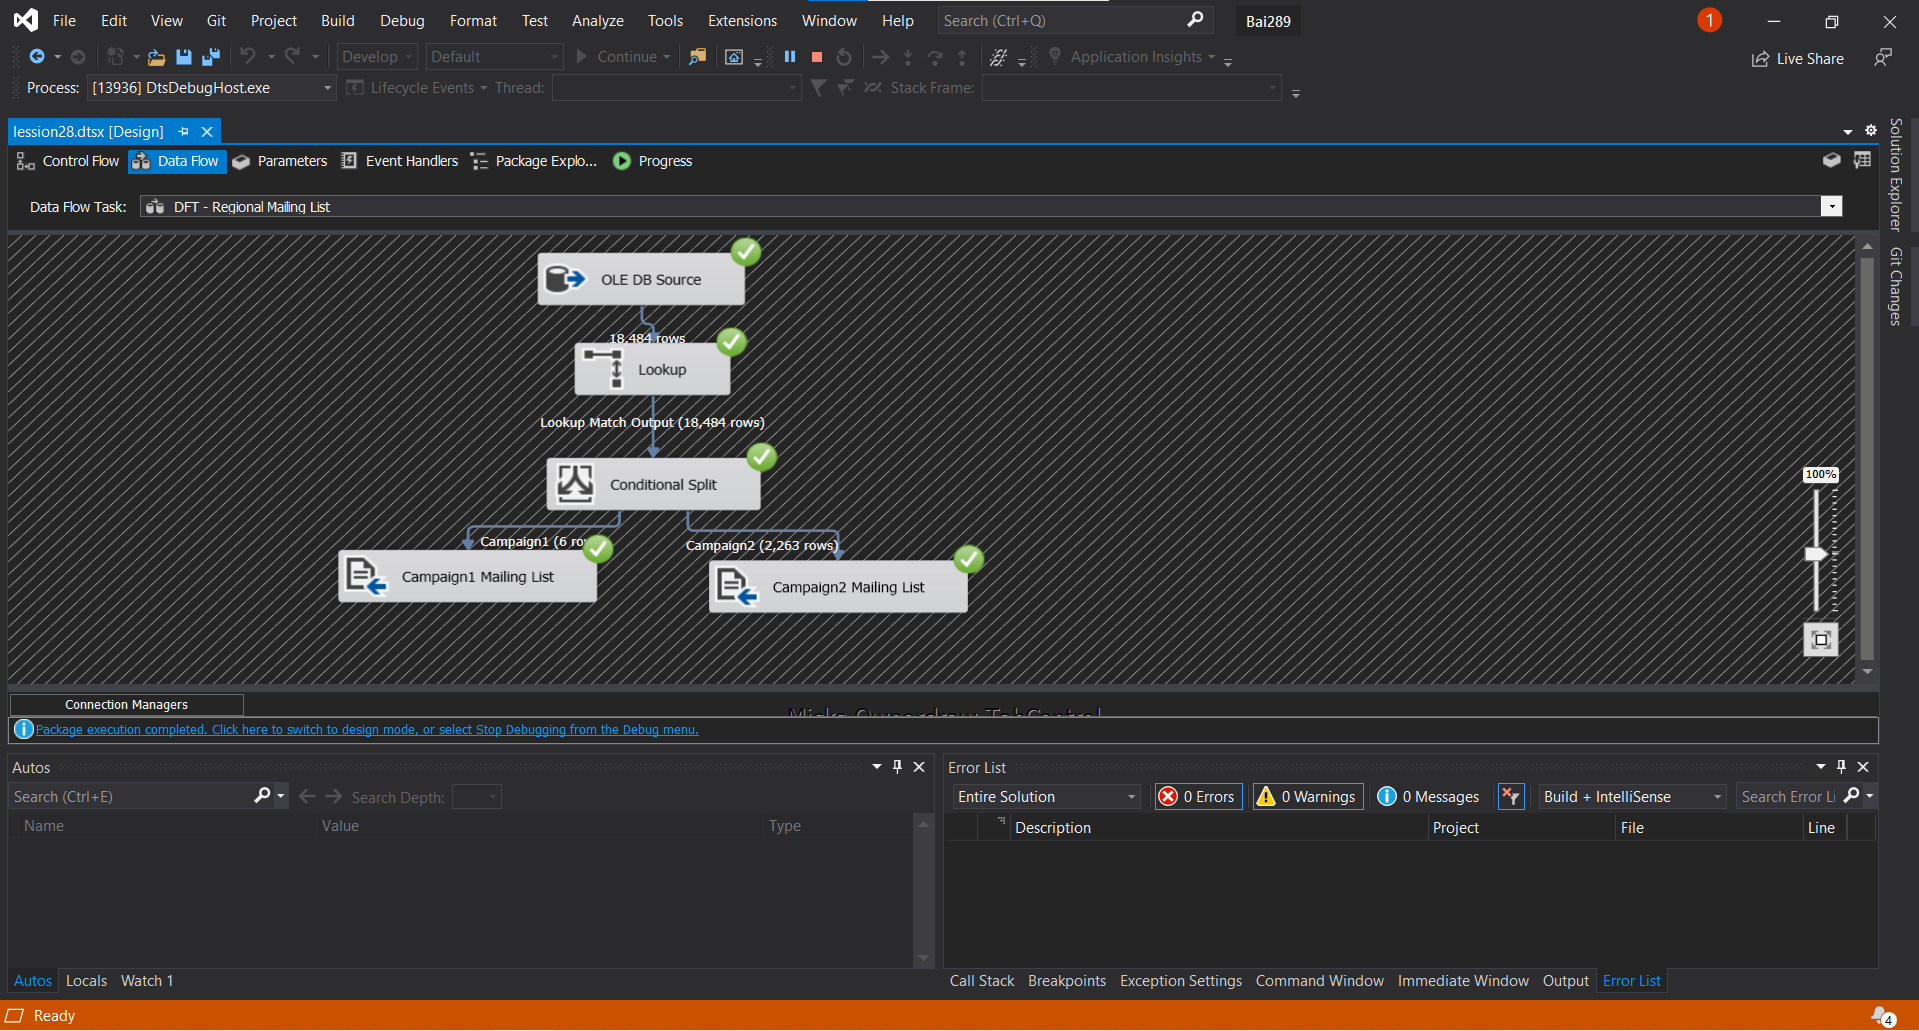 File Edit View Git Project Build Debug Format Test Analyze Tools Extensions Window Help Search (Ctrl+Q) Bai289 1
Develop Default Continue Application Insights Live Share
Process: [13936] DtsDebugHost.exe Lifecycle Events Thread: Stack Frame:
lession28.dtsx [Design]
Control Flow Data Flow Parameters Event Handlers Package Explo... Progress
Data Flow Task: DFT - Regional Mailing List
OLE DB Source
18,484 rows
Lookup
Lookup Match Output (18,484 rows)
Conditional Split
Campaign1 (6 rows
Campaign2 (2,263 rows)
Campaign1 Mailing List
Campaign2 Mailing List
100%
Solution Explorer
Git Changes
Connection Managers
Package execution completed. Click here to switch to design mode, or select Stop Debugging from the Debug menu.
Autos
Search (Ctrl+E) Search Depth:
Name Value Type
Autos Locals Watch 1
Error List
Entire Solution 0 Errors 0 Warnings 0 Messages Build + IntelliSense Search Error Li
Description Project File Line
Call Stack Breakpoints Exception Settings Command Window Immediate Window Output Error List
Ready 4